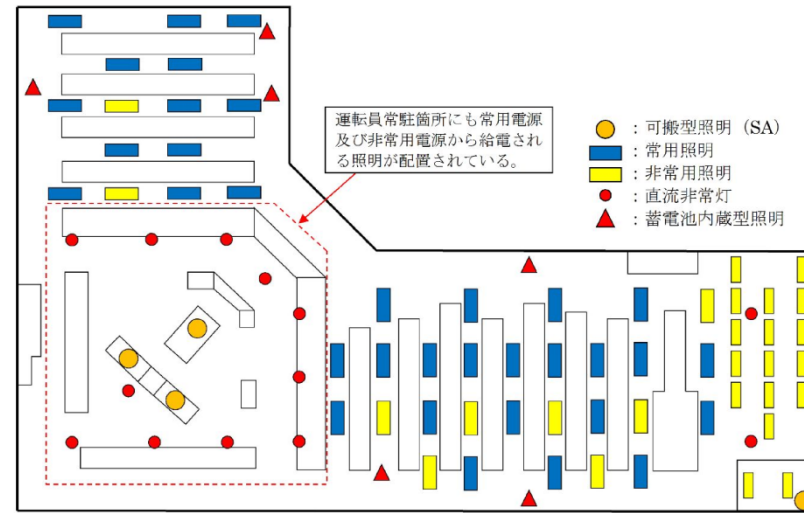 運転員常駐箇所にも常用電源
及び非常用電源から給電され
る照明が配置されている。
：可搬型照明（SA）
：常用照明
：非常用照明
：直流非常灯
：蓄電池内蔵型照明